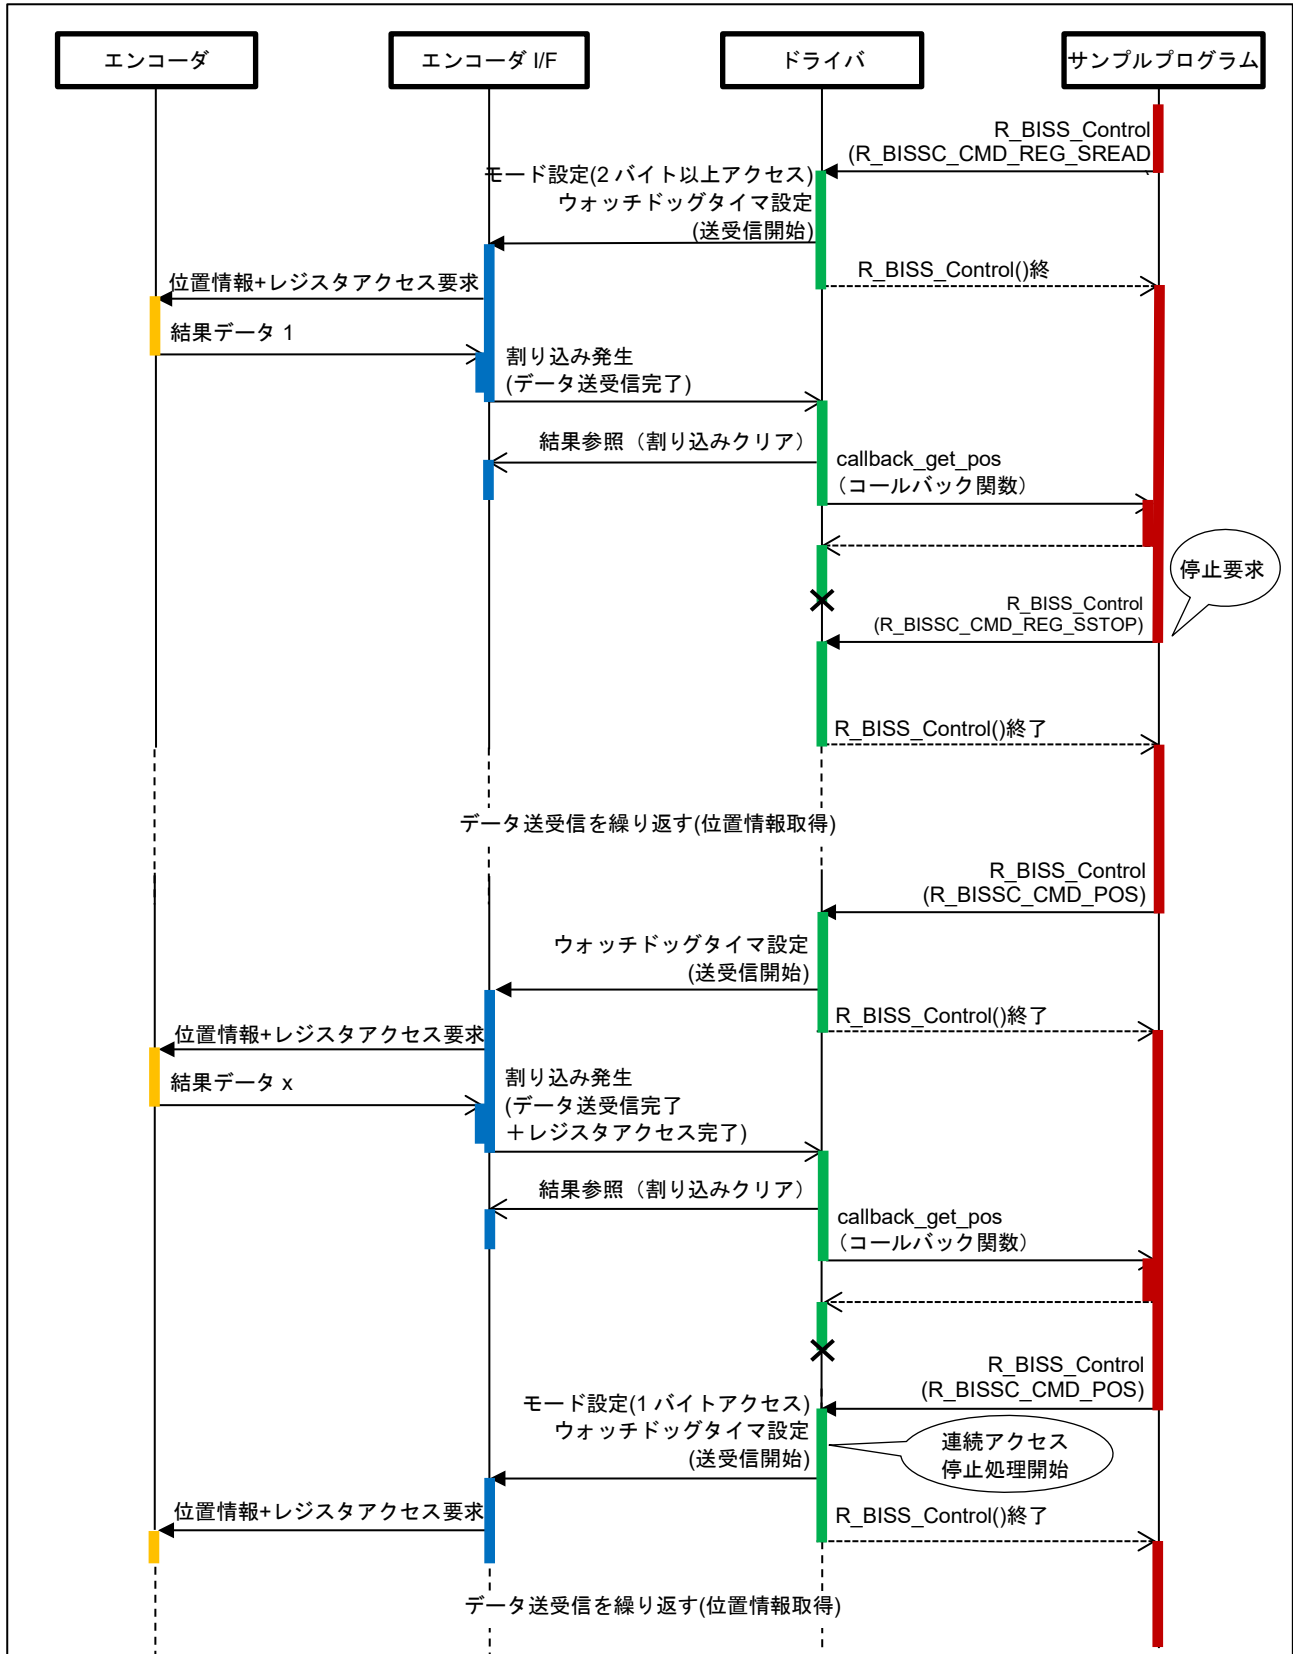 エンコーダ
エンコーダ I/F
ドライバ
サンプルプログラム
R_BISS_Control
(R_BISSC_CMD_REG_SREAD
モード設定(2 バイト以上アクセス)
ウォッチドッグタイマ設定
(送受信開始)
R_BISS_Control()終
位置情報+レジスタアクセス要求
結果データ 1
割り込み発生
(データ送受信完了)
結果参照（割り込みクリア）
callback_get_pos
（コールバック関数）
停止要求
R_BISS_Control
(R_BISSC_CMD_REG_SSTOP)
R_BISS_Control()終了
データ送受信を繰り返す(位置情報取得)
R_BISS_Control
(R_BISSC_CMD_POS)
ウォッチドッグタイマ設定
(送受信開始)
R_BISS_Control()終了
位置情報+レジスタアクセス要求
結果データ x
割り込み発生
(データ送受信完了
＋レジスタアクセス完了)
結果参照（割り込みクリア）
callback_get_pos
（コールバック関数）
R_BISS_Control
(R_BISSC_CMD_POS)
モード設定(1 バイトアクセス)
ウォッチドッグタイマ設定
(送受信開始)
連続アクセス
停止処理開始
位置情報+レジスタアクセス要求
R_BISS_Control()終了
データ送受信を繰り返す(位置情報取得)